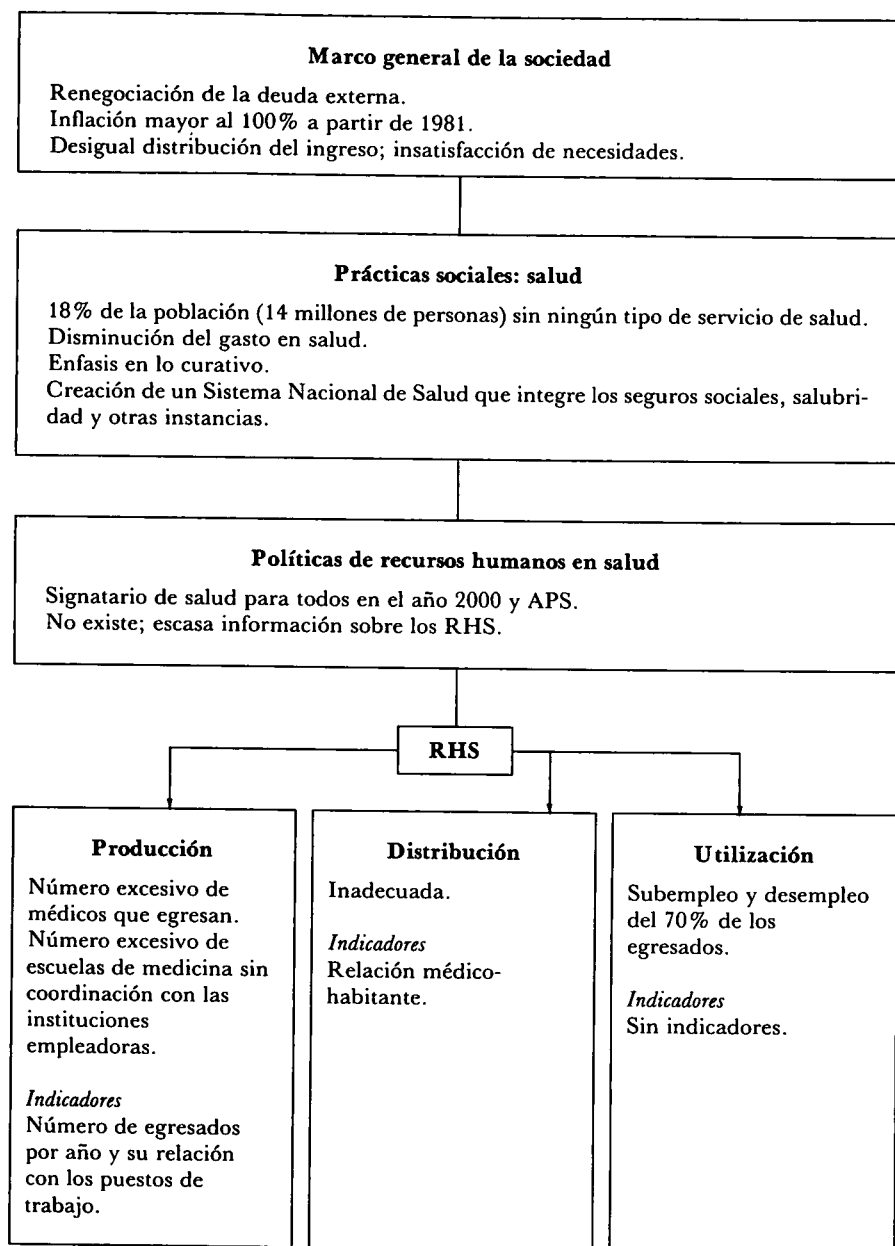 Marco general de la sociedad
Renegociación de la deuda externa.
Inflación mayor al 100% a partir de 1981.
Desigual distribución del ingreso; insatisfacción de necesidades.
Prácticas sociales: salud
18% de la población (14 millones de personas) sin ningún tipo de servicio de salud.
Disminución del gasto en salud.
Enfasis en lo curativo.
Creación de un Sistema Nacional de Salud que integre los seguros sociales, salubri-
dad y otras instancias.
Políticas de recursos humanos en salud
Signatario de salud para todos en el año 2000 y APS.
No existe; escasa información sobre los RHS.
RHS
Producción
Número excesivo de
médicos que egresan.
Número excesivo de
escuelas de medicina sin
coordinación con las
instituciones
empleadoras.
Indicadores
Número de egresados
por año y su relación
con los puestos de
trabajo.
Distribución
Inadecuada.
Indicadores
Relación médico-
habitante.
Utilización
Subempleo y desempleo
del 70% de los
egresados.
Indicadores
Sin indicadores.